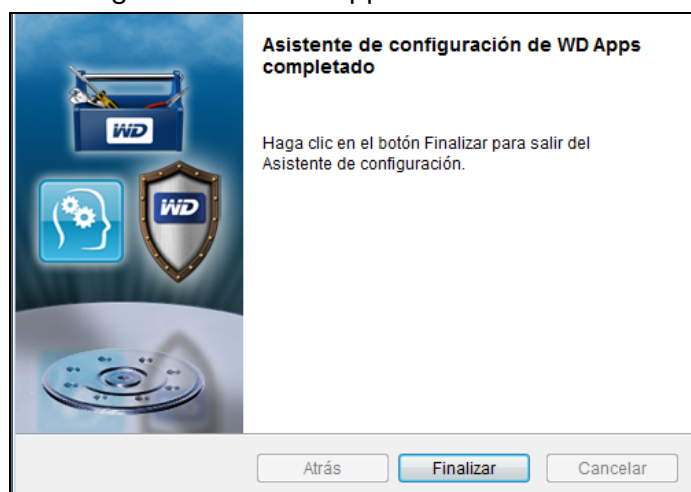 Asistente de configuración de WD Apps
completado
Haga clic en el botón Finalizar para salir del
Asistente de configuración.
WD
WD
Atrás
Finalizar
Cancelar